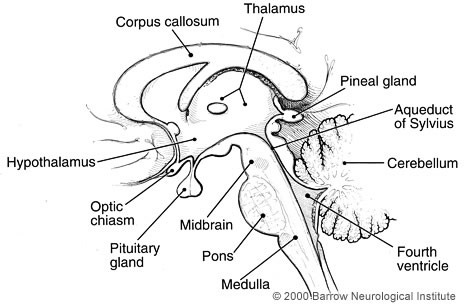 Thalamus
Corpus callosum
Pineal gland
Aqueduct
of Sylvius
Hypothalamus
Cerebellum
Optic
chiasm
Midbrain
Pituitary
gland
Pons
Fourth
ventricle
Medulla
© 2000 Barrow Neurological Institute